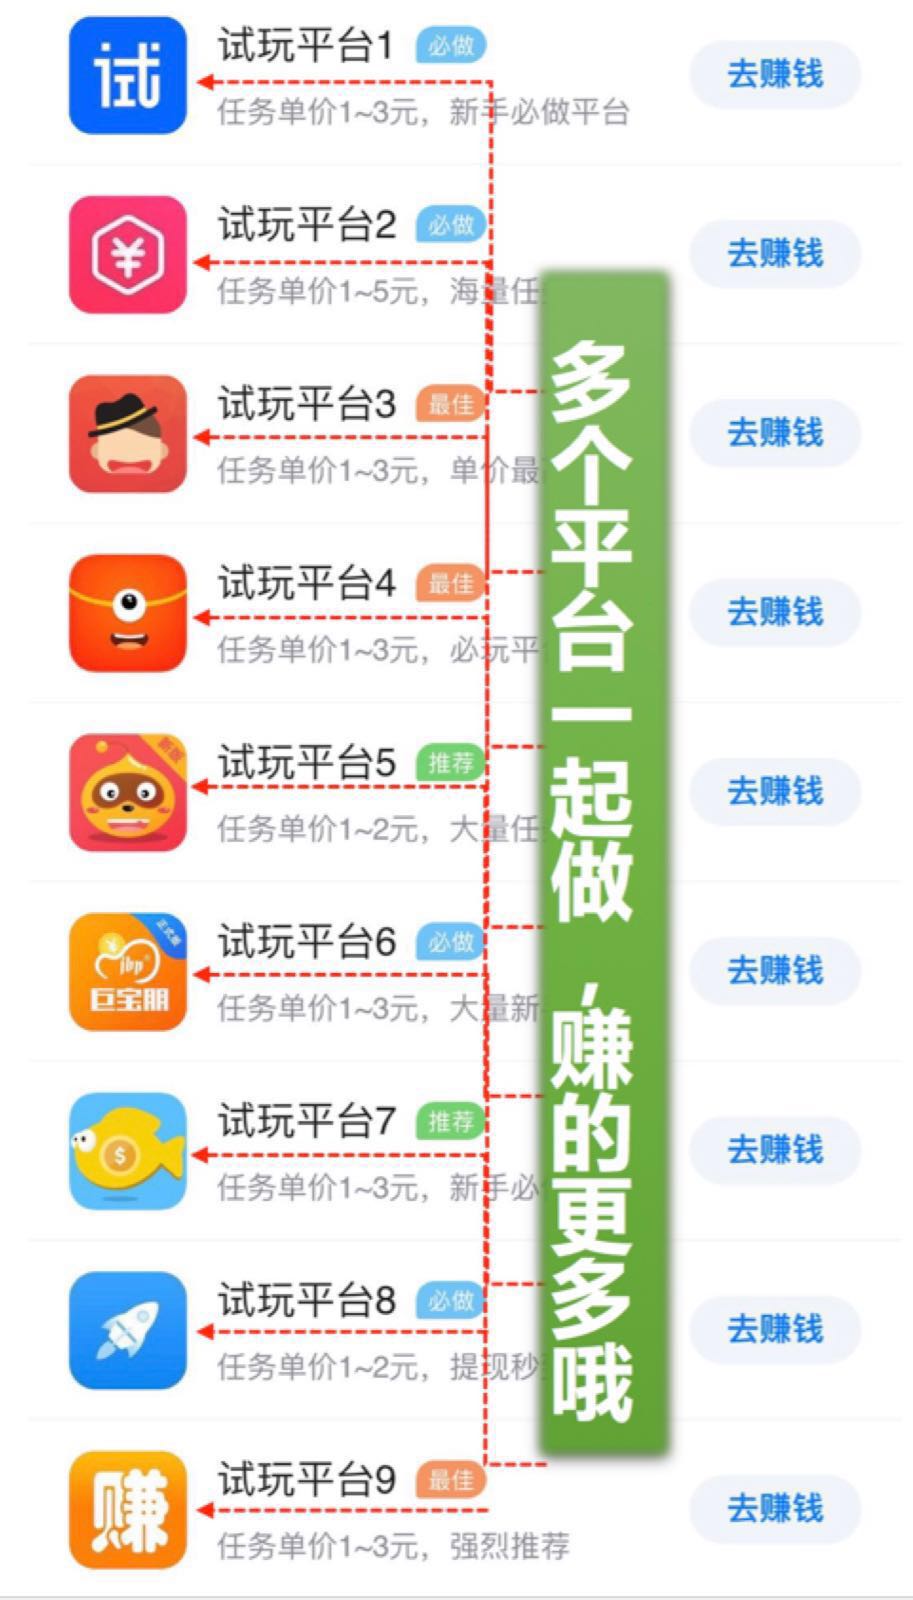 试
试玩平台1 必做
去赚钱
任务单价1~3元，新手必做平台
试玩平台2 必做
去赚钱
任务单价1~5元，海量任
试玩平台3 最佳
去赚钱
任务单价1~3元，单价最
试玩平台4 最佳
去赚钱
任务单价1~3元，必玩平
新版
试玩平台5 推荐
去赚钱
任务单价1~2元，大量任
正式版
jbp
巨宝朋
试玩平台6 必做
去赚钱
任务单价1~3元，大量新
$
试玩平台7 推荐
去赚钱
任务单价1~3元，新手必
试玩平台8 必做
去赚钱
任务单价1~2元，提现秒
赚
试玩平台9 最佳
去赚钱
任务单价1~3元，强烈推荐
多个平台一起做，赚的更多哦